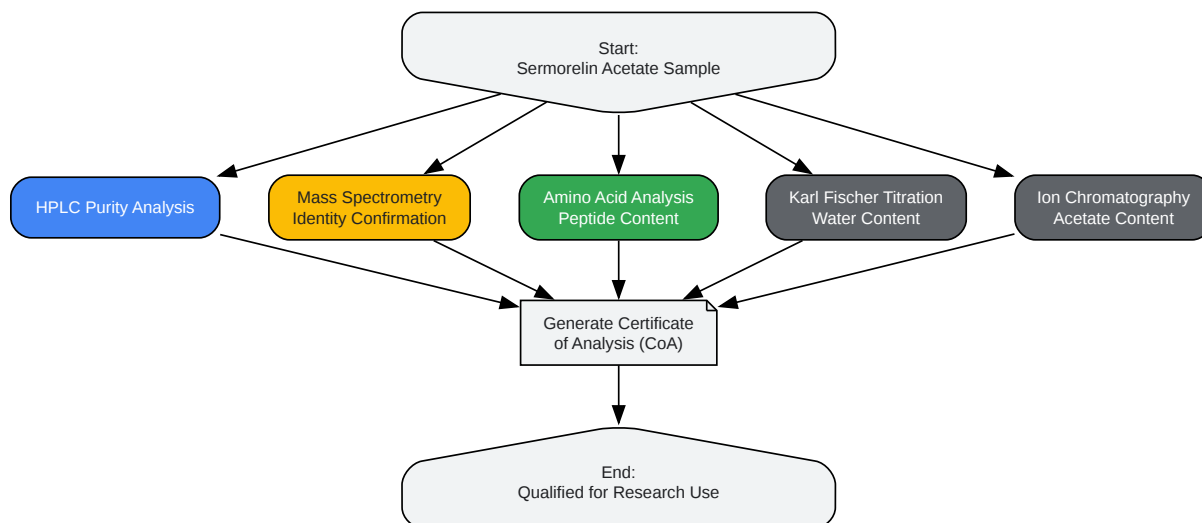 Start:
Sermorelin Acetate Sample
HPLC Purity Analysis
Mass Spectrometry
Identity Confirmation
Amino Acid Analysis
Peptide Content
Karl Fischer Titration
Water Content
Ion Chromatography
Acetate Content
Generate Certificate
of Analysis (CoA)
End:
Qualified for Research Use